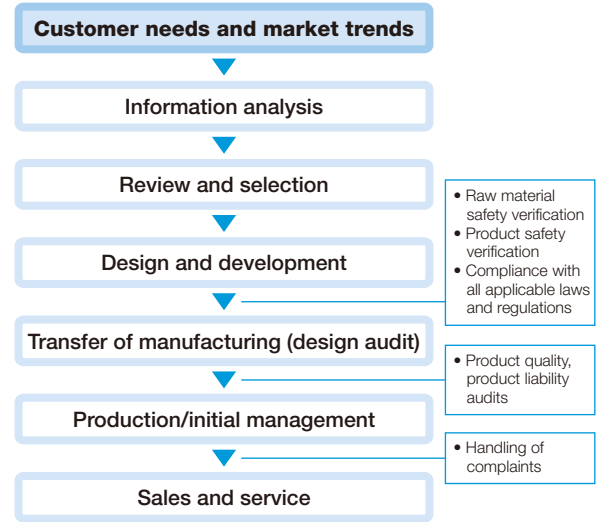 Customer needs and market trends
Information analysis
Review and selection
Design and development
• Raw material
safety verification
• Product safety
verification
• Compliance with
all applicable laws
and regulations
Transfer of manufacturing (design audit)
• Product quality,
product liability
audits
Production/initial management
• Handling of
complaints
Sales and service